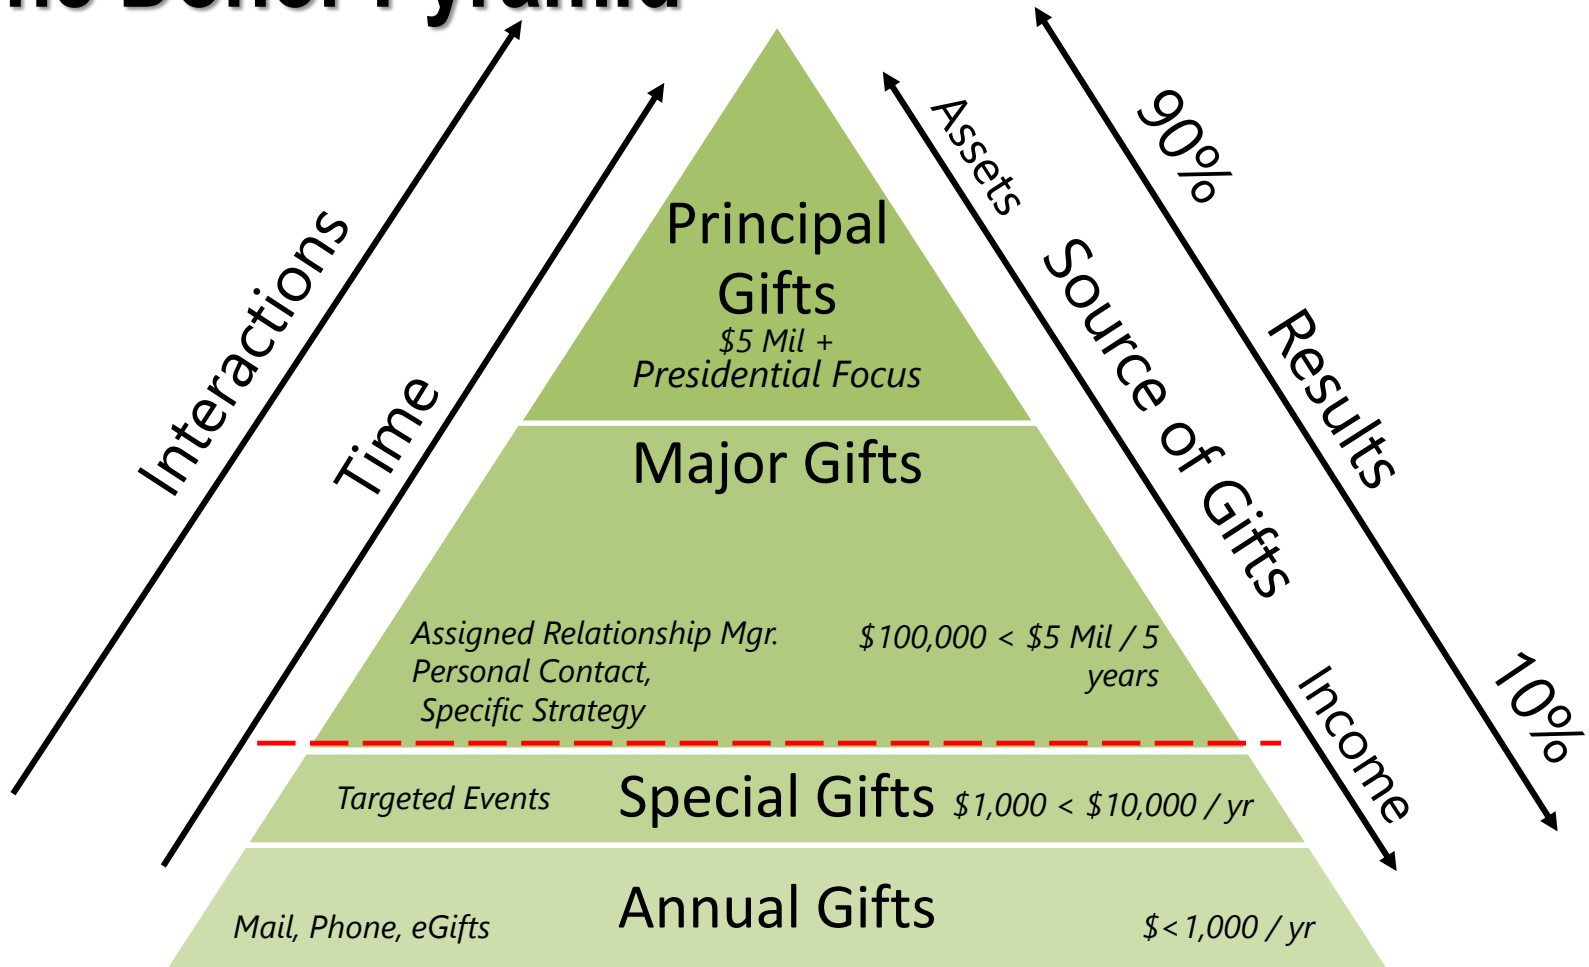 Donor Pyramid
Interactions
Time
Assets
Source of Gifts
Income
90%
Results
10%
Principal
Gifts
$5 Mil +
Presidential Focus
Major Gifts
Assigned Relationship Mgr.
Personal Contact,
Specific Strategy
$100,000 < $5 Mil / 5
years
Targeted Events
Special Gifts
$1,000 < $10,000 / yr
Mail, Phone, eGifts
Annual Gifts
$<1,000 / yr